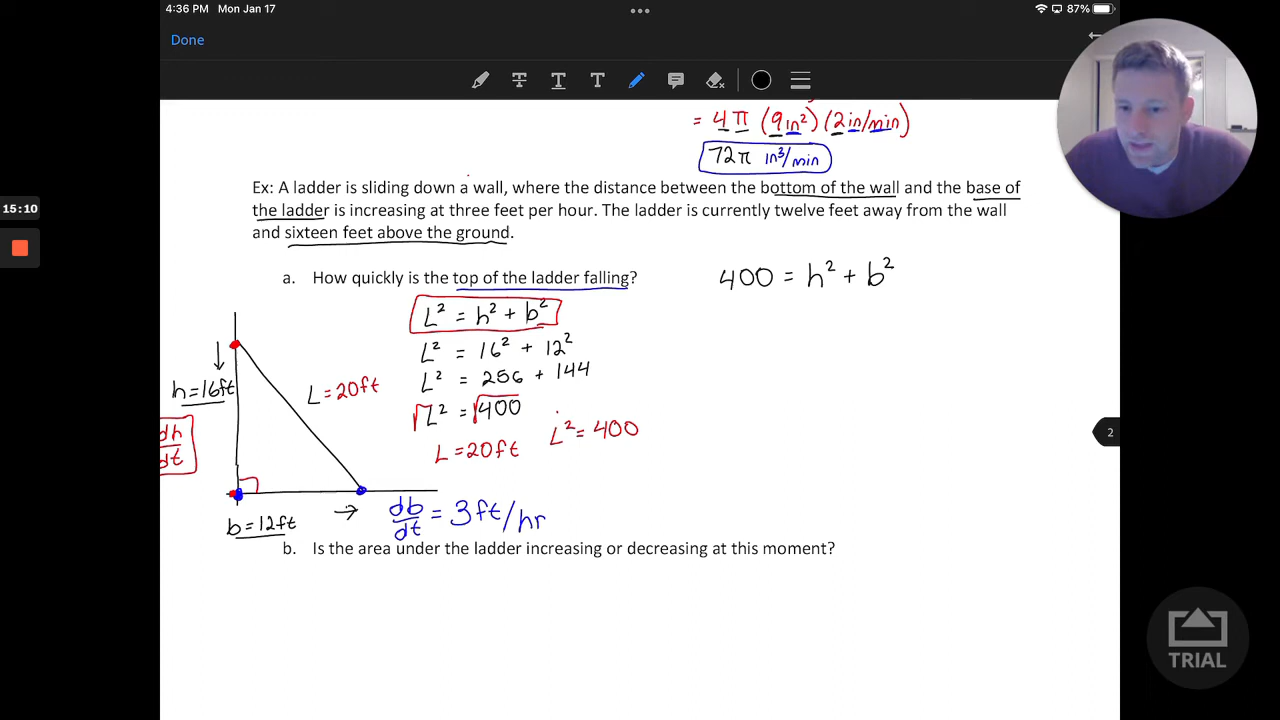 4:36 PM Mon Jan 17
87%
Done
15:10
= 4π (9in²)(2in/min)
72π in³/min
Ex: A ladder is sliding down a wall, where the distance between the bottom of the wall and the base of
the ladder is increasing at three feet per hour. The ladder is currently twelve feet away from the wall
and sixteen feet above the ground.
a. How quickly is the top of the ladder falling?
400 = h² + b²
L² = h² + b²
L² = 16² + 12²
L² = 256 + 144
√L² = √400
L = 20ft
L² = 400
h = 16ft
L = 20ft
dh/dt
b = 12ft
→ db/dt = 3ft/hr
b. Is the area under the ladder increasing or decreasing at this moment?
2
TRIAL